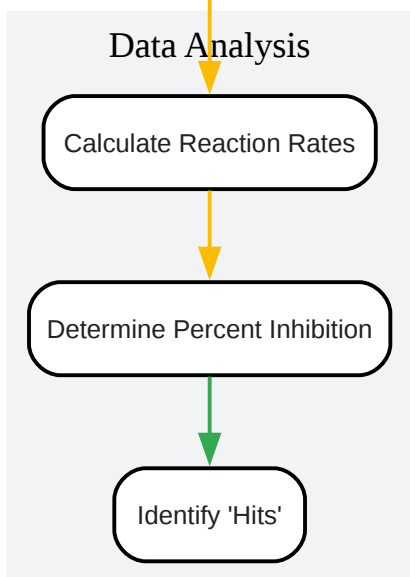 Data Analysis
Calculate Reaction Rates
Determine Percent Inhibition
Identify 'Hits'